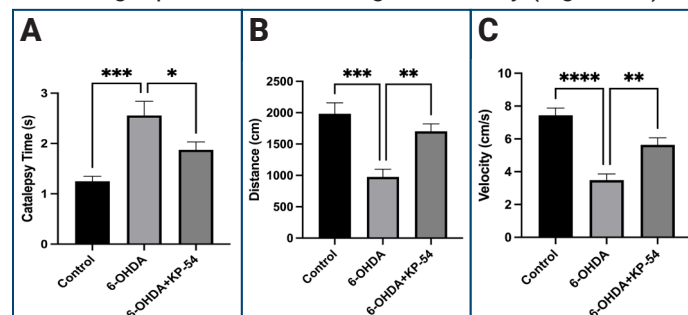 A
B
C
***
*
***
**
****
**
Catalepsy Time (s)
3
2
1
0
Control
6-OHDA
6-OHDA+KP-54
Distance (cm)
2500
2000
1500
1000
500
0
Control
6-OHDA
6-OHDA+KP-54
Velocity (cm/s)
10
8
6
4
2
0
Control
6-OHDA
6-OHDA+KP-54